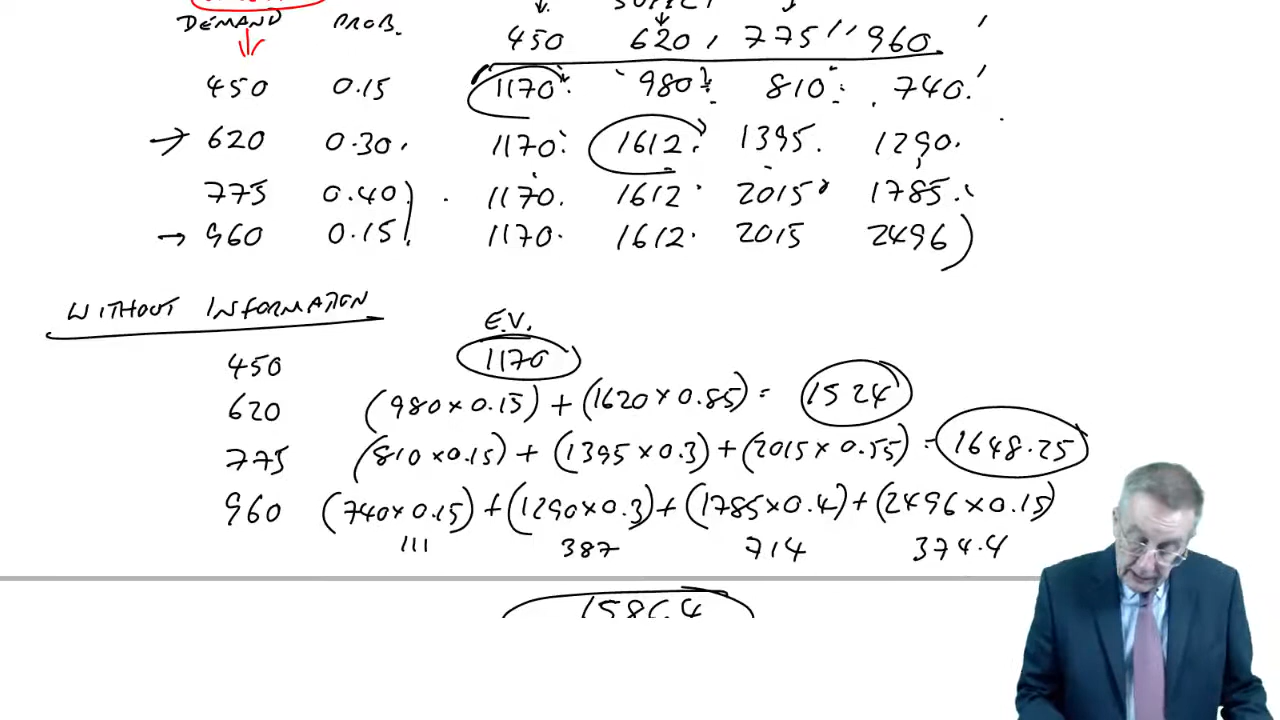 DEMAND PROB.
450 620 775 960
450 0.15 1170 980 810 740
620 0.30 1170 1612 1395 1290
775 0.40 1170 1612 2015 1785
960 0.15 1170 1612 2015 2496
WITHOUT INFORMATION
E.V.
450 1170
620 (980 × 0.15) + (1620 × 0.85) = 1524
775 (810 × 0.15) + (1395 × 0.3) + (2015 × 0.55) = 1648.25
960 (740 × 0.15) + (1290 × 0.3) + (1785 × 0.4) + (2496 × 0.15)
111 387 714 374.4
1586.4